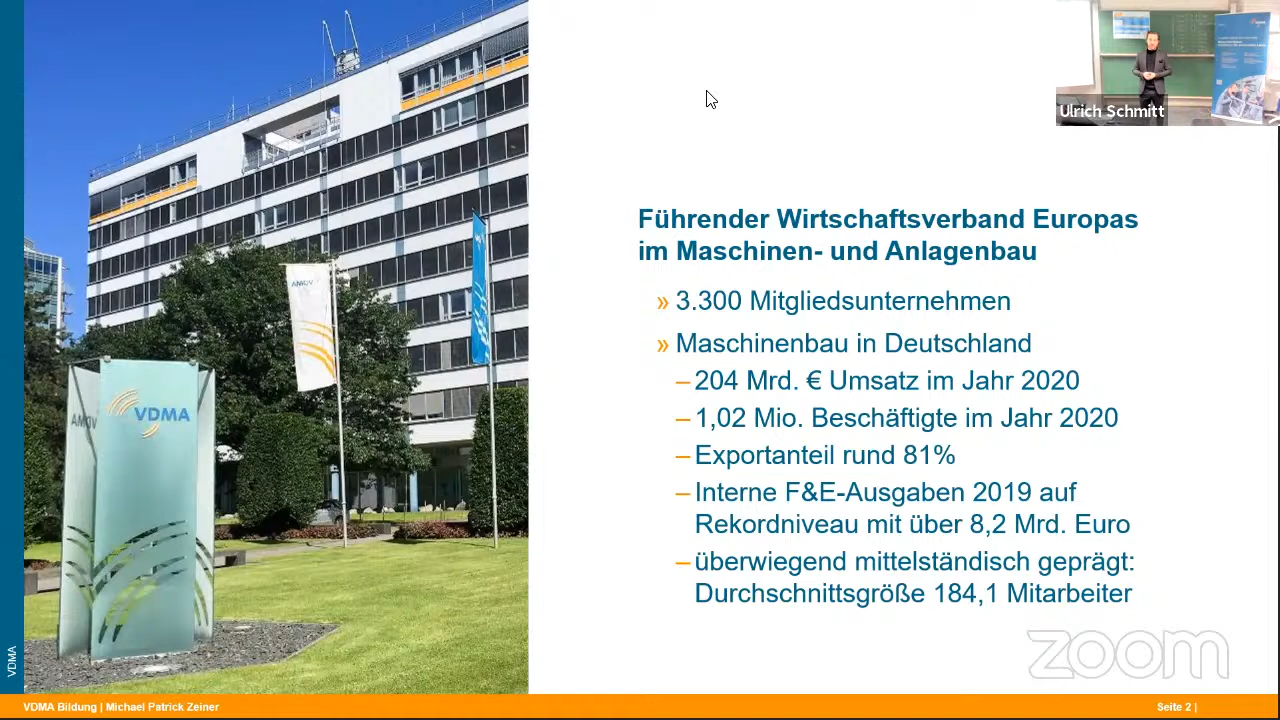 Ulrich Schmitt
Führender Wirtschaftsverband Europas
im Maschinen- und Anlagenbau
» 3.300 Mitgliedsunternehmen
» Maschinenbau in Deutschland
– 204 Mrd. € Umsatz im Jahr 2020
– 1,02 Mio. Beschäftigte im Jahr 2020
– Exportanteil rund 81%
– Interne F&E-Ausgaben 2019 auf
Rekordniveau mit über 8,2 Mrd. Euro
– überwiegend mittelständisch geprägt:
Durchschnittsgröße 184,1 Mitarbeiter
VDMA
VDMA
zoom
VDMA Bildung | Michael Patrick Zeiner
Seite 2 |